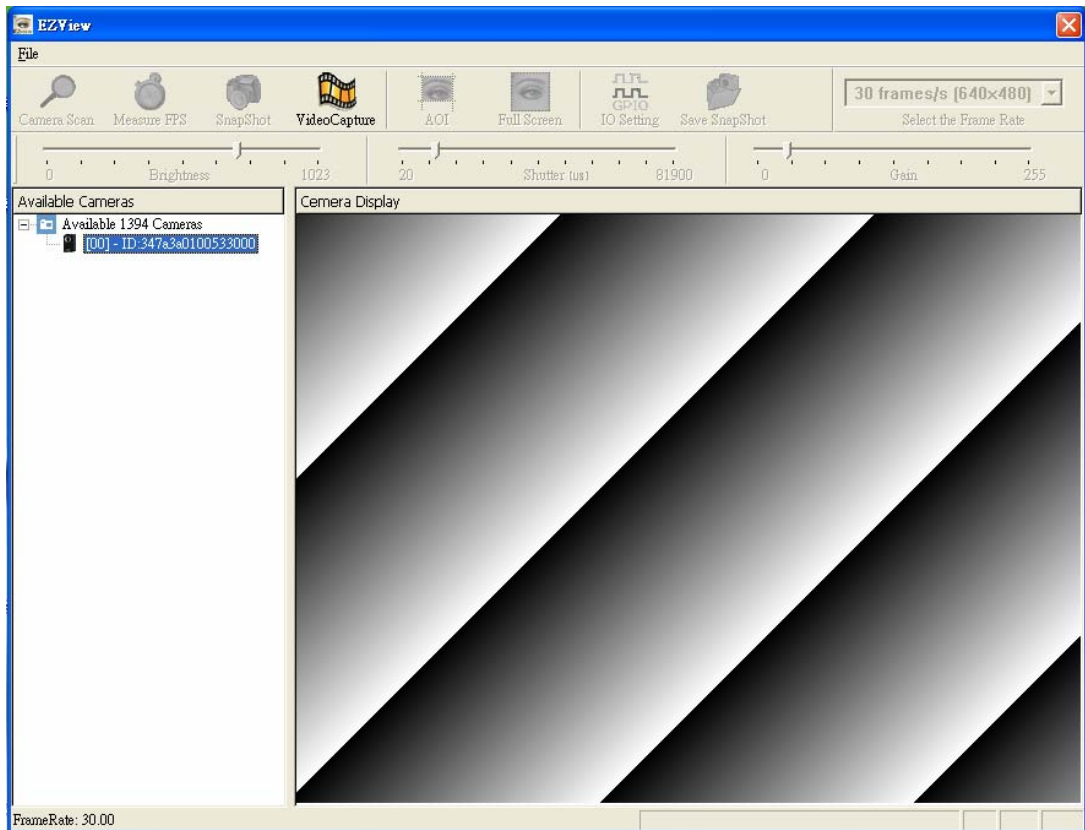 EZView
File
Camera Scan Measure FPS SnapShot VideoCapture AOI Full Screen GPIO IO Setting Save SnapShot
30 frames/s (640x480)
Select the Frame Rate
0 Brightness 1023 20 Shutter (us) 81900 0 Gain 255
Available Cameras
Cemera Display
Available 1394 Cameras
[00] - ID:347a3a0100533000
FrameRate: 30.00